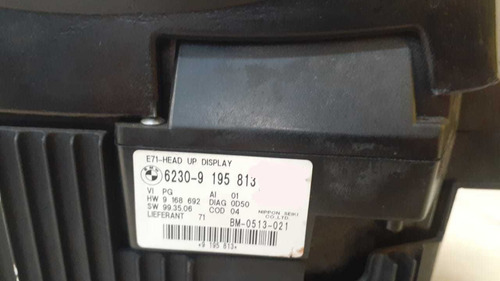 E71-HEAD UP DISPLAY
6230-9 195 813
VI PG AI 01
HW 9 168 692 DIAG 0D50
SW 99.35.06 COD 04
NIPPON SEIKI CO.,LTD.
LIEFERANT 71 BM-0513-021
*9 195 813*